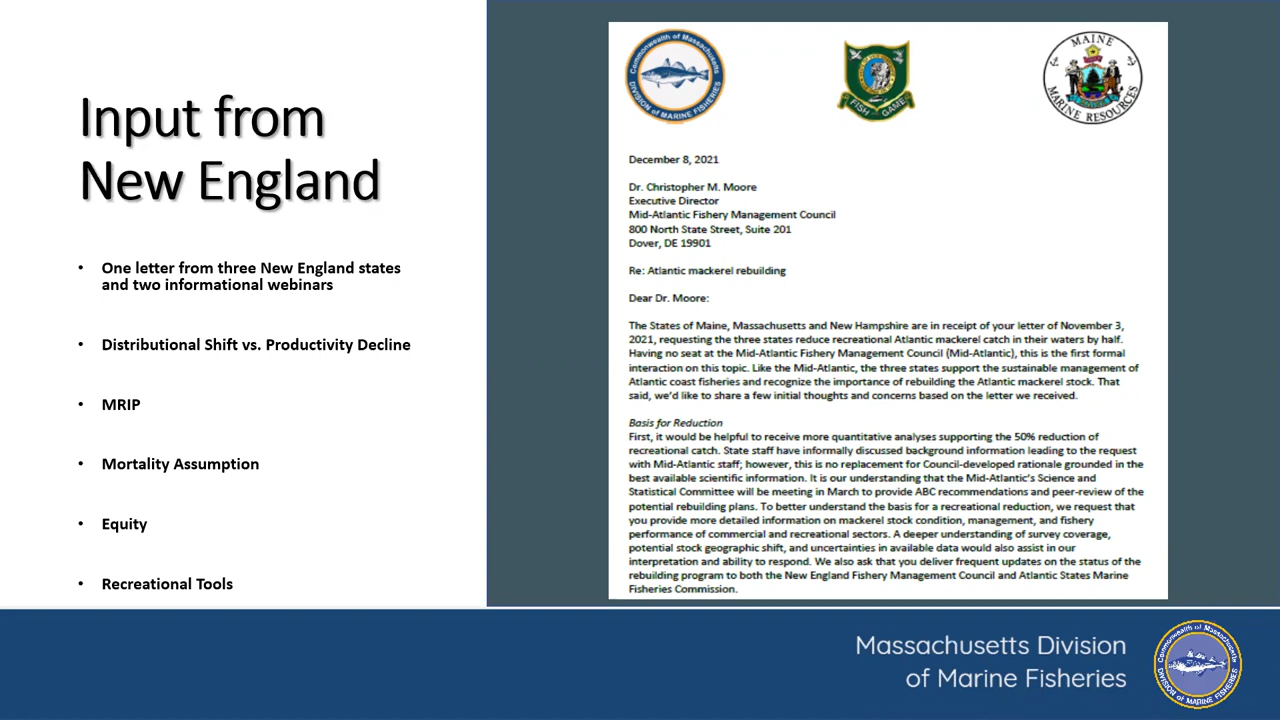 Input from
New England
• One letter from three New England states
and two informational webinars
• Distributional Shift vs. Productivity Decline
• MRIP
• Mortality Assumption
• Equity
• Recreational Tools
Commonwealth of Massachusetts
DIVISION of MARINE FISHERIES
FISH and GAME
MAINE
MARINE RESOURCES
December 8, 2021
Dr. Christopher M. Moore
Executive Director
Mid-Atlantic Fishery Management Council
800 North State Street, Suite 201
Dover, DE 19901
Re: Atlantic mackerel rebuilding
Dear Dr. Moore:
The States of Maine, Massachusetts and New Hampshire are in receipt of your letter of November 3,
2021, requesting the three states reduce recreational Atlantic mackerel catch in their waters by half.
Having no seat at the Mid-Atlantic Fishery Management Council (Mid-Atlantic), this is the first formal
interaction on this topic. Like the Mid-Atlantic, the three states support the sustainable management of
Atlantic coast fisheries and recognize the importance of rebuilding the Atlantic mackerel stock. That
said, we'd like to share a few initial thoughts and concerns based on the letter we received.
Basis for Reduction
First, it would be helpful to receive more quantitative analyses supporting the 50% reduction of
recreational catch. State staff have informally discussed background information leading to the request
with Mid-Atlantic staff; however, this is no replacement for Council-developed rationale grounded in the
best available scientific information. It is our understanding that the Mid-Atlantic's Science and
Statistical Committee will be meeting in March to provide ABC recommendations and peer-review of the
potential rebuilding plans. To better understand the basis for a recreational reduction, we request that
you provide more detailed information on mackerel stock condition, management, and fishery
performance of commercial and recreational sectors. A deeper understanding of survey coverage,
potential stock geographic shift, and uncertainties in available data would also assist in our
interpretation and ability to respond. We also ask that you deliver frequent updates on the status of the
rebuilding program to both the New England Fishery Management Council and Atlantic States Marine
Fisheries Commission.
Massachusetts Division
of Marine Fisheries
Commonwealth of Massachusetts
DIVISION of MARINE FISHERIES